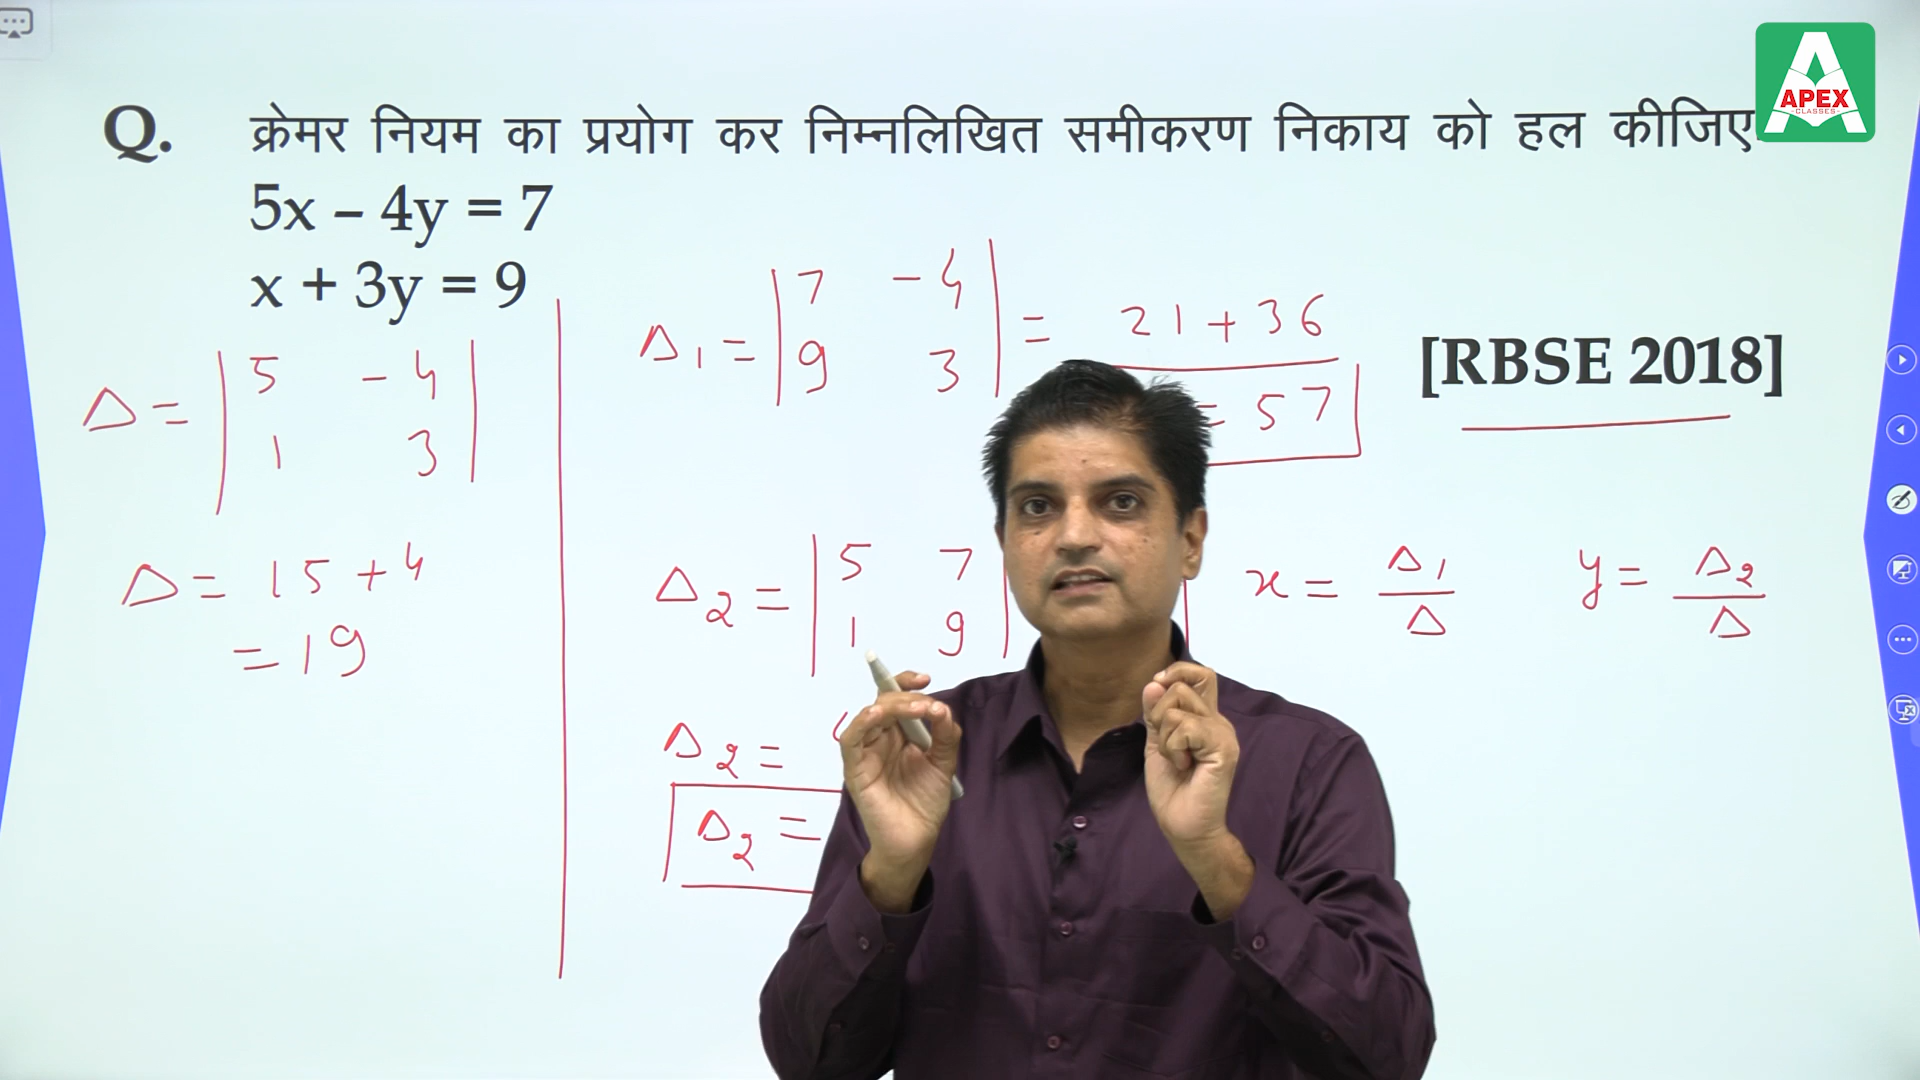 Q. क्रेमर नियम का प्रयोग कर निम्नलिखित समीकरण निकाय को हल कीजिए-
5x – 4y = 7
x + 3y = 9
[RBSE 2018]
Δ = | 5 - 4 |
| 1 3 |
Δ = 15 + 4
= 19
Δ1 = | 7 - 4 | = 21 + 36
| 9 3 |
= 57
Δ2 = | 5 7 |
| 1 9 |
Δ2 =
Δ2 =
x = Δ1 / Δ
y = Δ2 / Δ
APEX
CLASSES